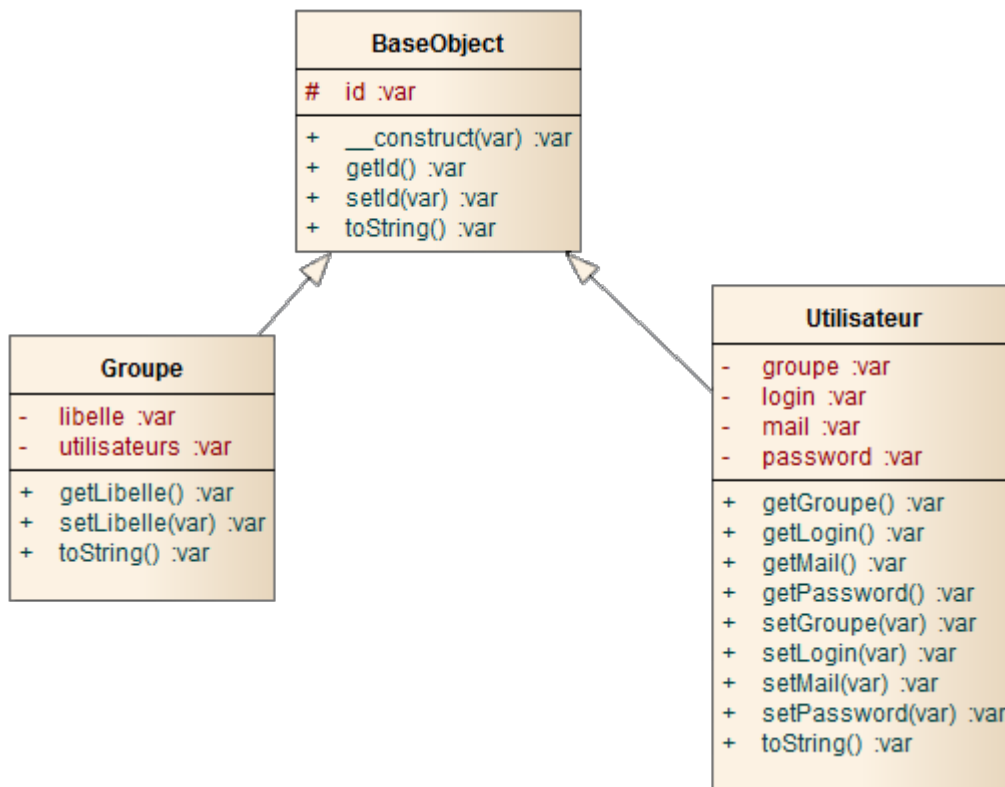 BaseObject
# id :var
+ __construct(var) :var
+ getId() :var
+ setId(var) :var
+ toString() :var
Groupe
- libelle :var
- utilisateurs :var
+ getLibelle() :var
+ setLibelle(var) :var
+ toString() :var
Utilisateur
- groupe :var
- login :var
- mail :var
- password :var
+ getGroupe() :var
+ getLogin() :var
+ getMail() :var
+ getPassword() :var
+ setGroupe(var) :var
+ setLogin(var) :var
+ setMail(var) :var
+ setPassword(var) :var
+ toString() :var